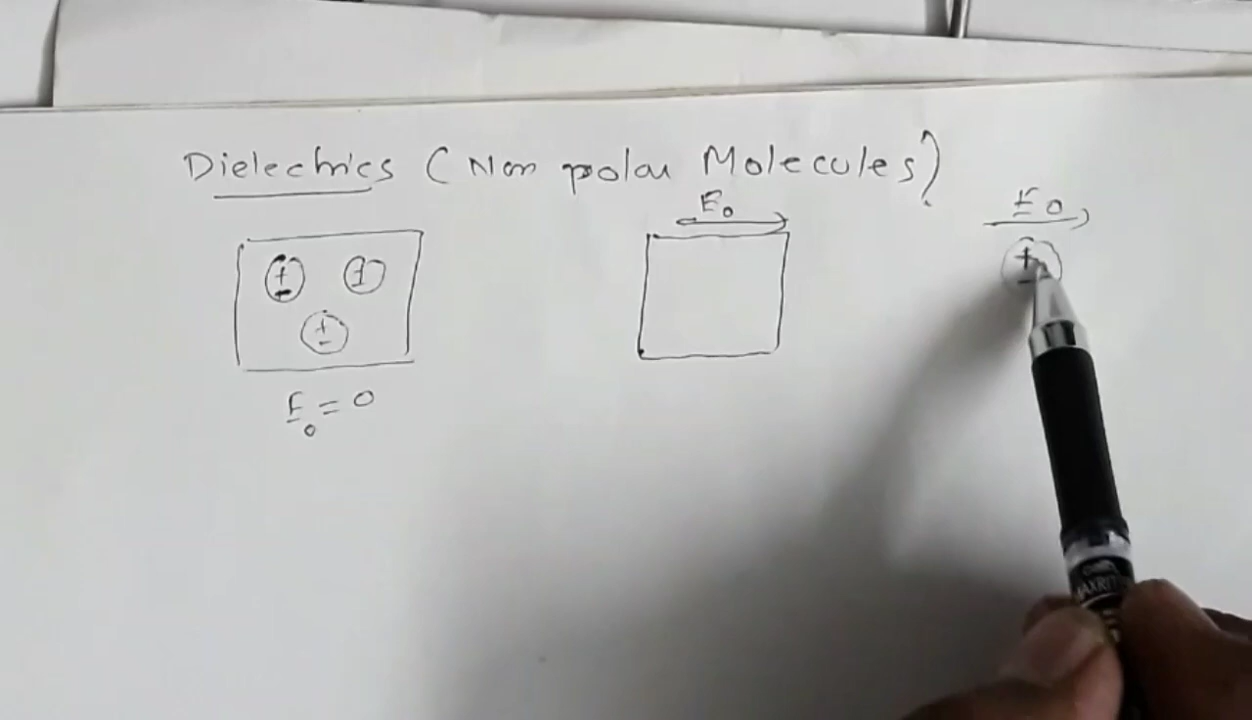 Dielectrics (Non polar Molecules)
E₀
E₀
±
±
±
±
E₀ = 0